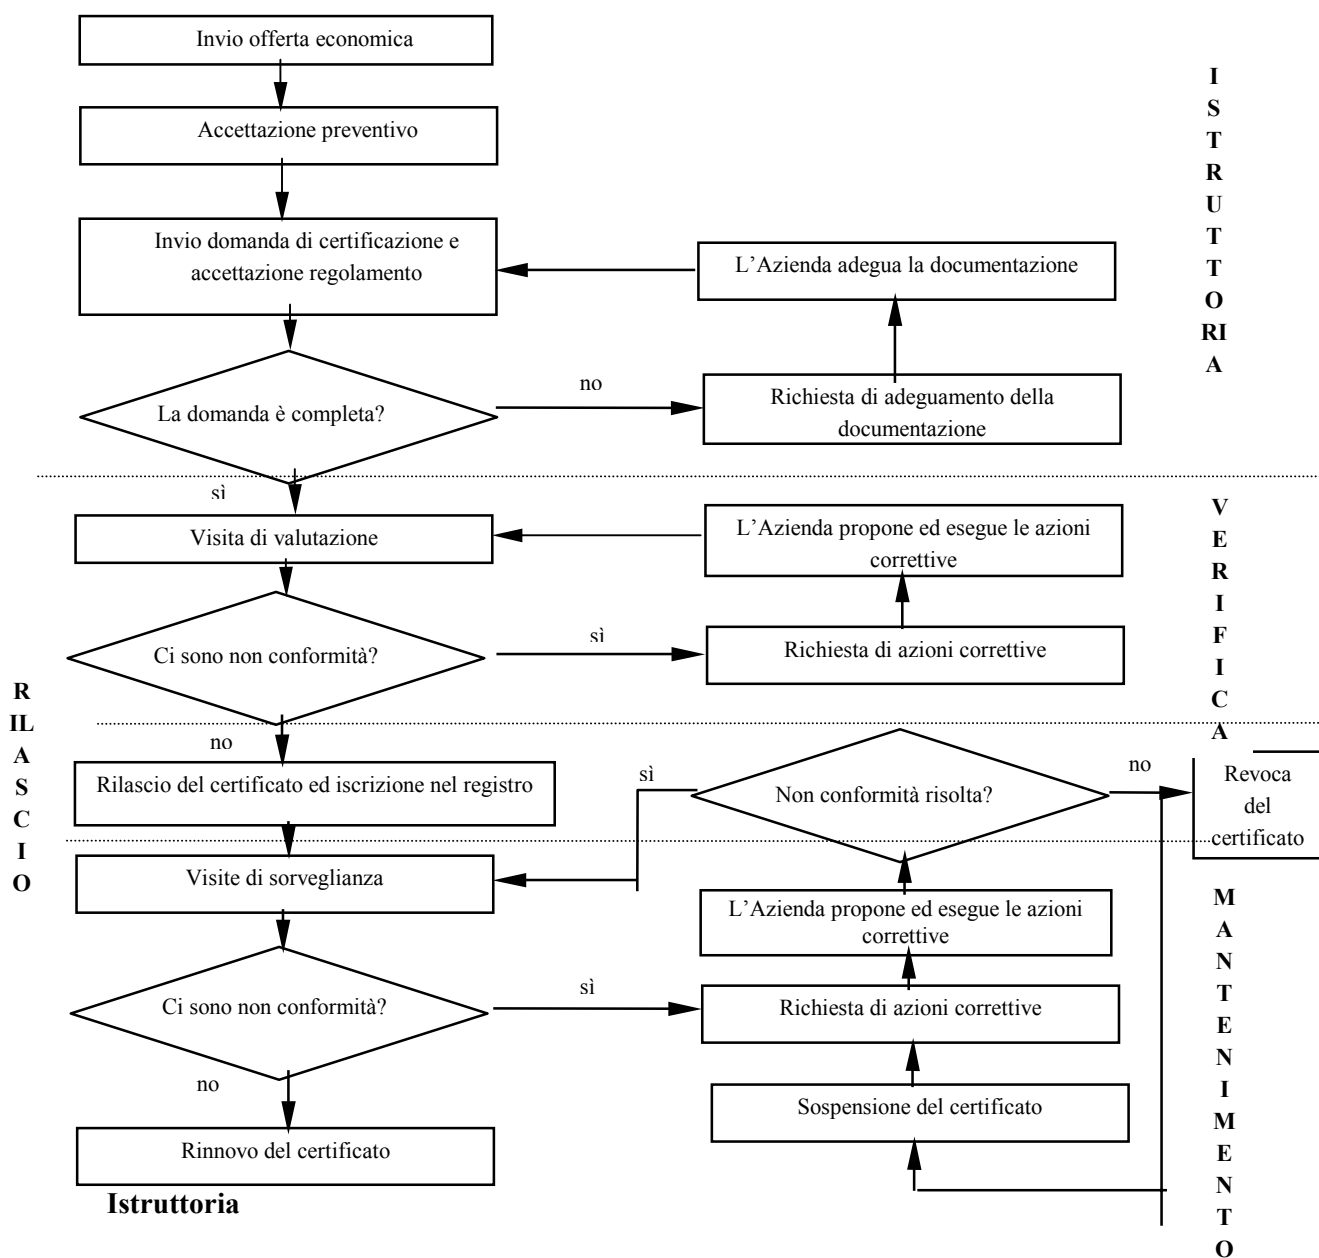 Invio offerta economica
Accettazione preventivo
Invio domanda di certificazione e
accettazione regolamento
L'Azienda adegua la documentazione
La domanda è completa?
no
Richiesta di adeguamento della
documentazione
I
S
T
R
U
T
T
O
RI
A
sì
Visita di valutazione
L'Azienda propone ed esegue le azioni
correttive
Ci sono non conformità?
sì
Richiesta di azioni correttive
V
E
R
I
F
I
C
A
no
R
IL
A
S
C
I
O
Rilascio del certificato ed iscrizione nel registro
sì
Non conformità risolta?
no
Revoca
del
certificato
Visite di sorveglianza
L'Azienda propone ed esegue le azioni
correttive
Ci sono non conformità?
sì
Richiesta di azioni correttive
no
Sospensione del certificato
Rinnovo del certificato
M
A
N
T
E
N
I
M
E
N
T
O
Istruttoria